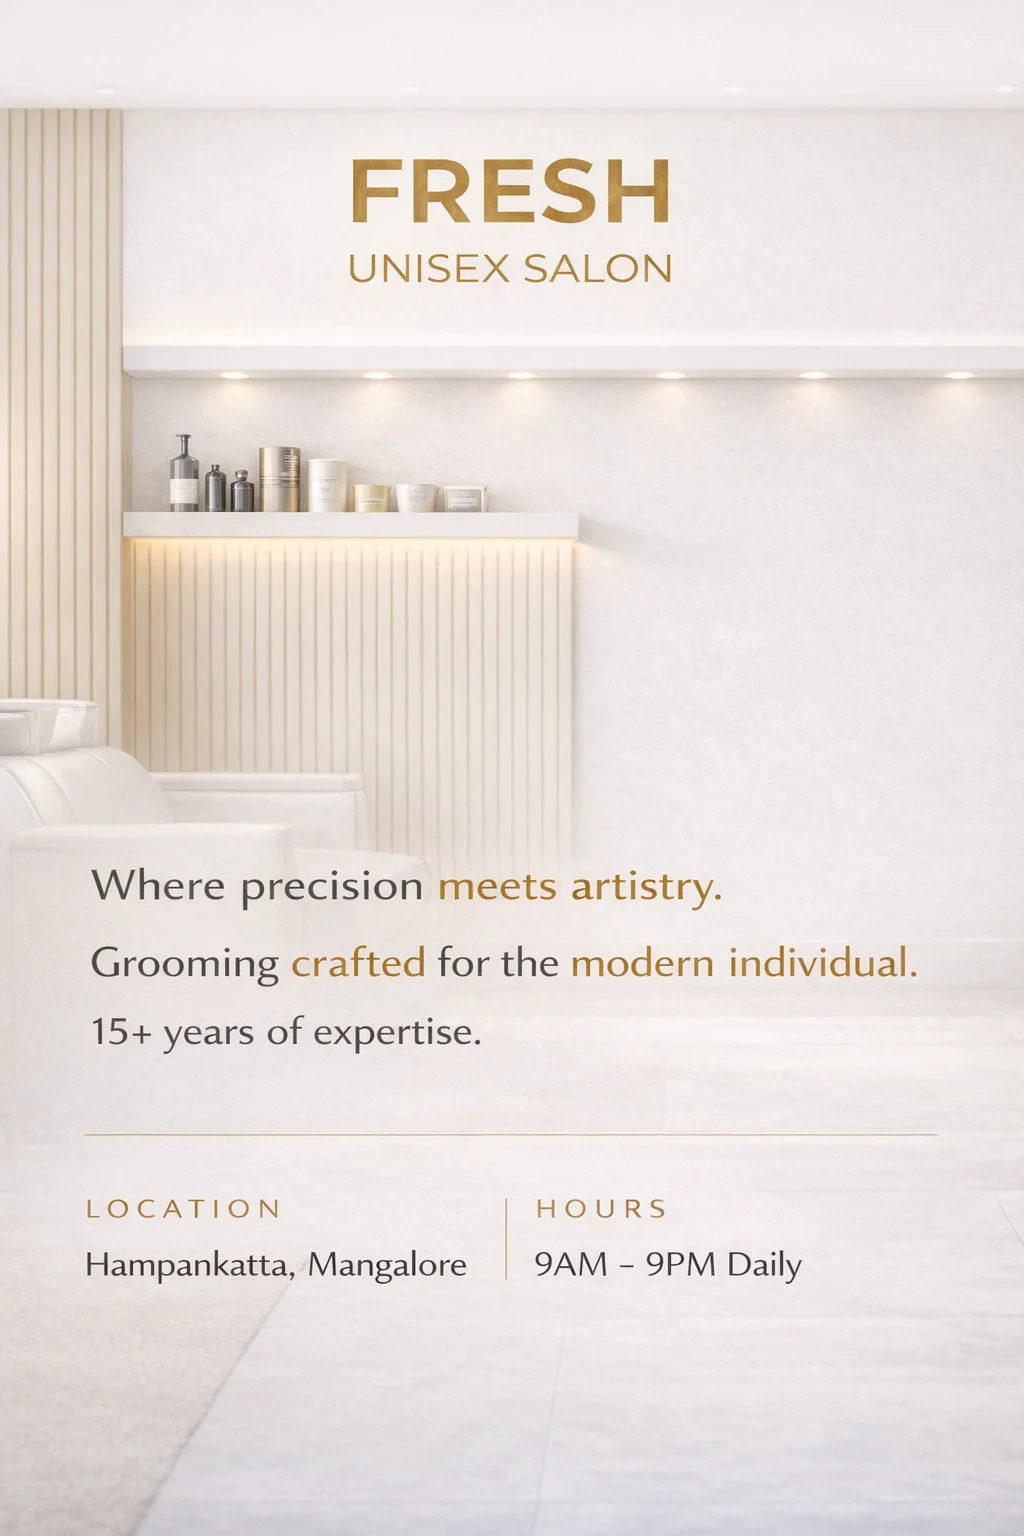 FRESH
UNISEX SALON
Where precision meets artistry.
Grooming crafted for the modern individual.
15+ years of expertise.
LOCATION
Hampankatta, Mangalore
HOURS
9AM – 9PM Daily